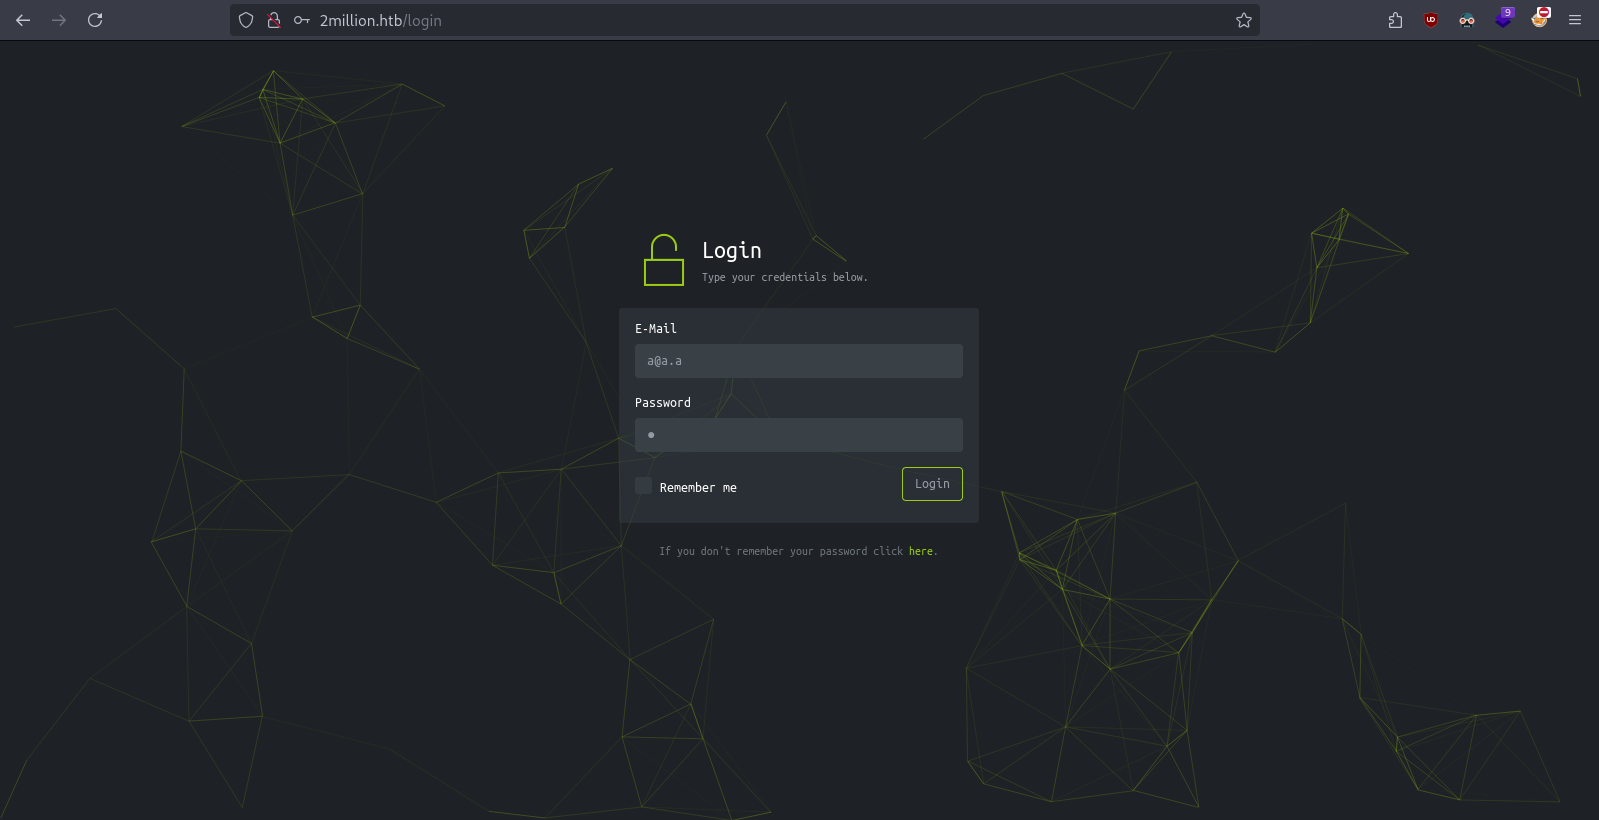 2million.htb/login
9
Login
Type your credentials below.
E-Mail
a@a.a
Password
Remember me
Login
If you don't remember your password click here.